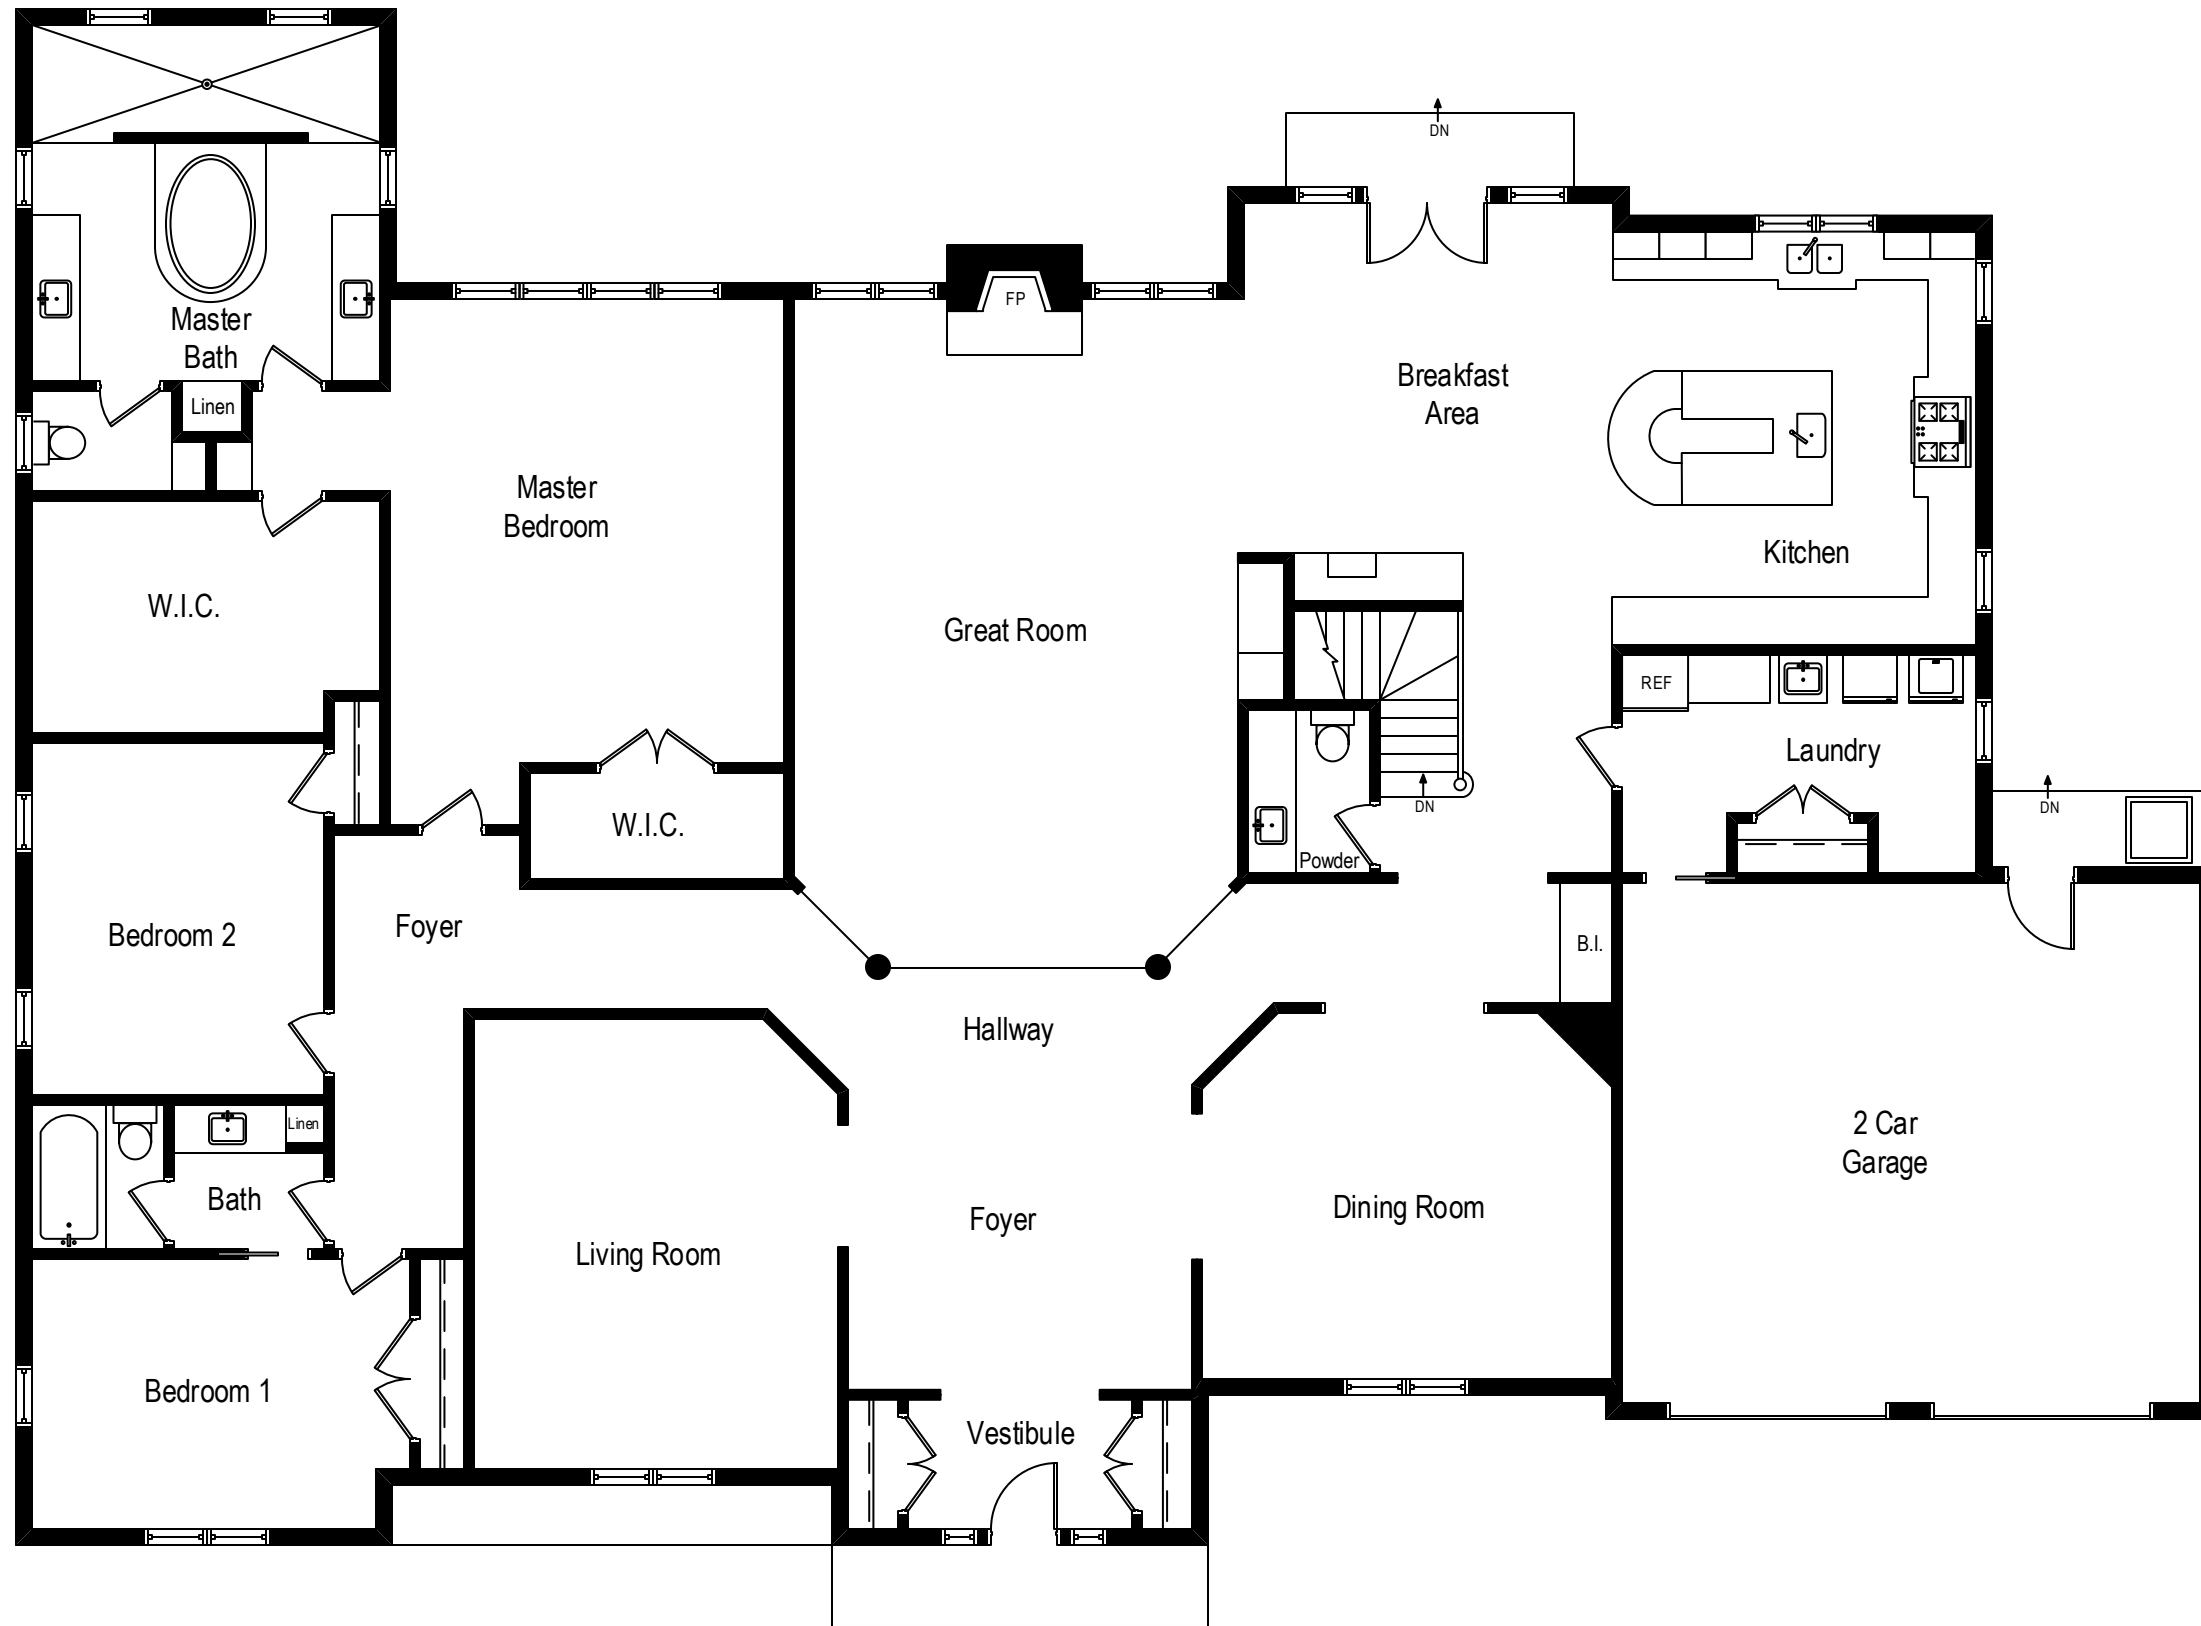 DN
FP
Master
Bath
Linen
Breakfast
Area
Master
Bedroom
Kitchen
W.I.C.
Great Room
REF
Laundry
DN
DN
W.I.C.
Powder
Bedroom 2
Foyer
B.I.
Hallway
Linen
2 Car
Garage
Bath
Foyer
Dining Room
Living Room
Bedroom 1
Vestibule